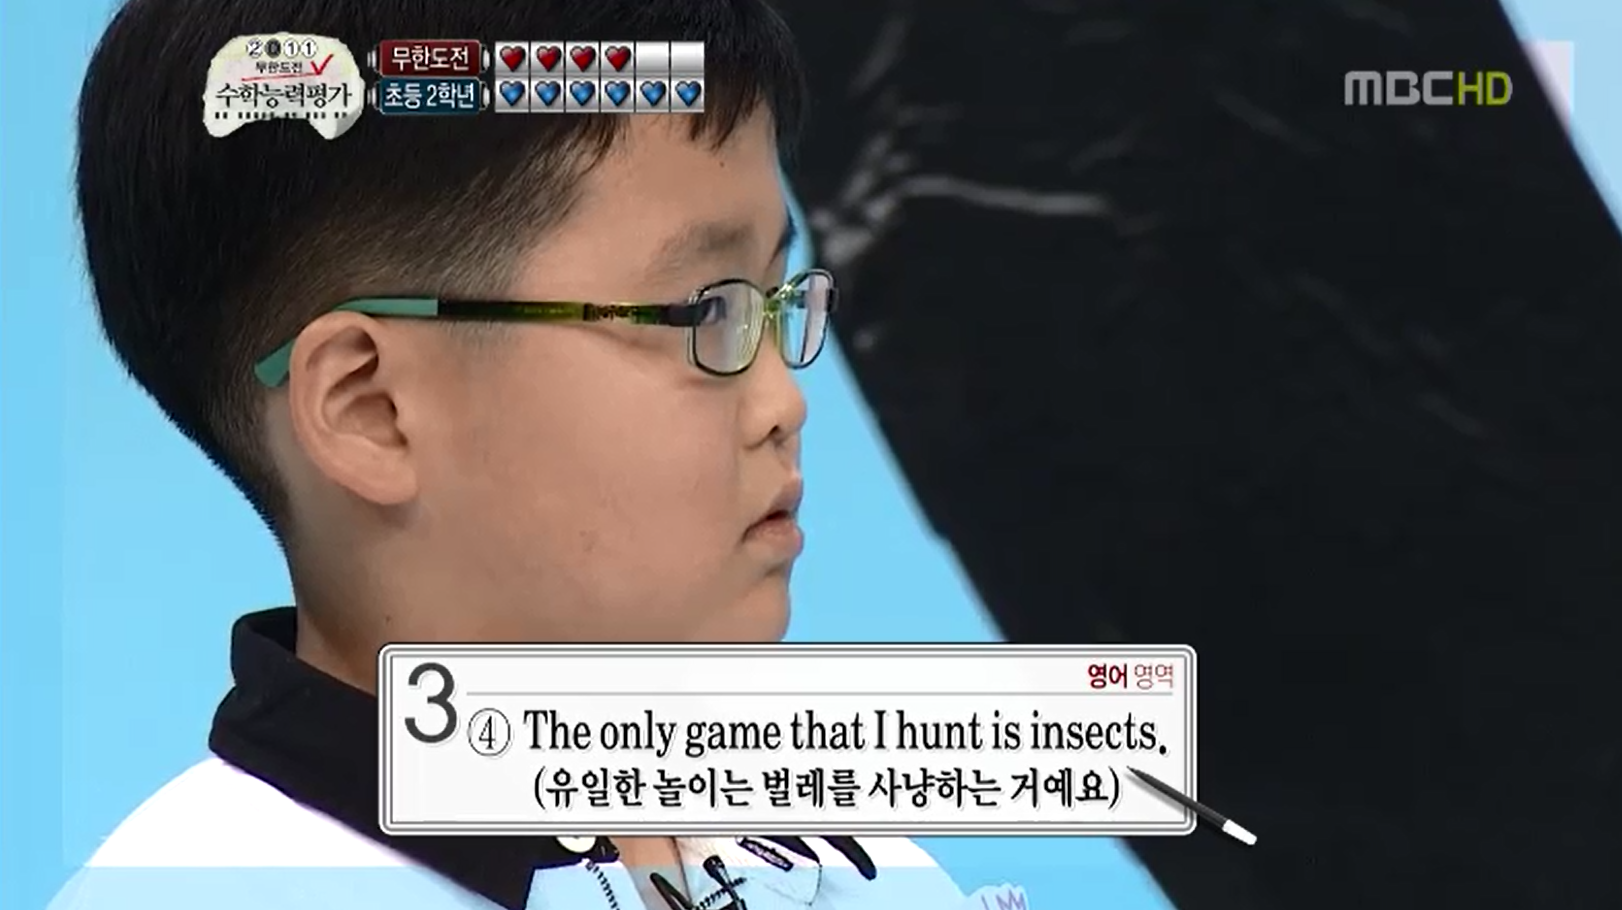 2011
무한도전
수학능력평가
무한도전
초등 2학년
MBC HD
3
영어 영역
④ The only game that I hunt is insects.
(유일한 놀이는 벌레를 사냥하는 거예요)